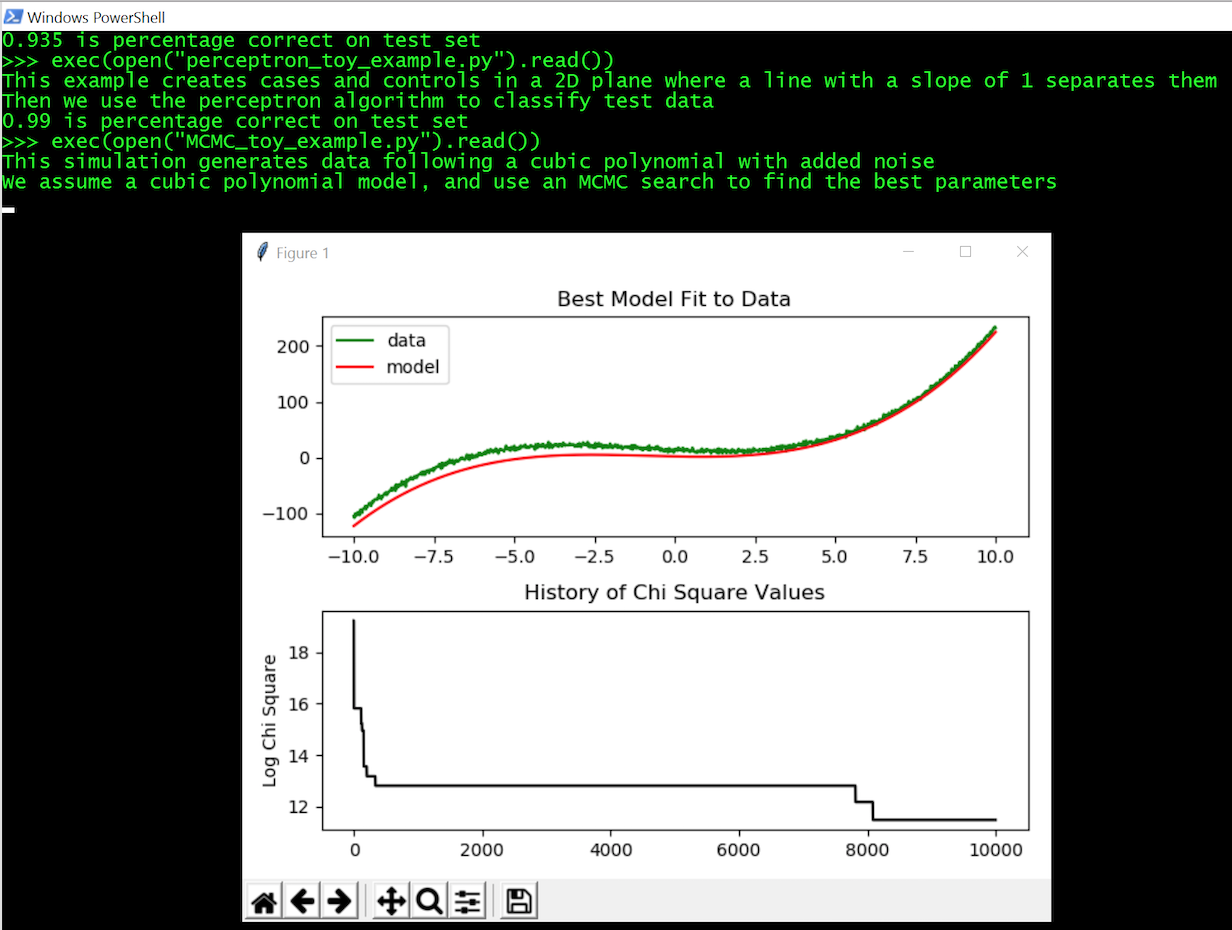 Windows PowerShell
0.935 is percentage correct on test set
>>> exec(open("perceptron_toy_example.py").read())
This example creates cases and controls in a 2D plane where a line with a slope of 1 separates them
Then we use the perceptron algorithm to classify test data
0.99 is percentage correct on test set
>>> exec(open("MCMC_toy_example.py").read())
This simulation generates data following a cubic polynomial with added noise
We assume a cubic polynomial model, and use an MCMC search to find the best parameters
Figure 1
Best Model Fit to Data
data
model
200
100
0
−100
−10.0 −7.5 −5.0 −2.5 0.0 2.5 5.0 7.5 10.0
History of Chi Square Values
Log Chi Square
18
16
14
12
0 2000 4000 6000 8000 10000